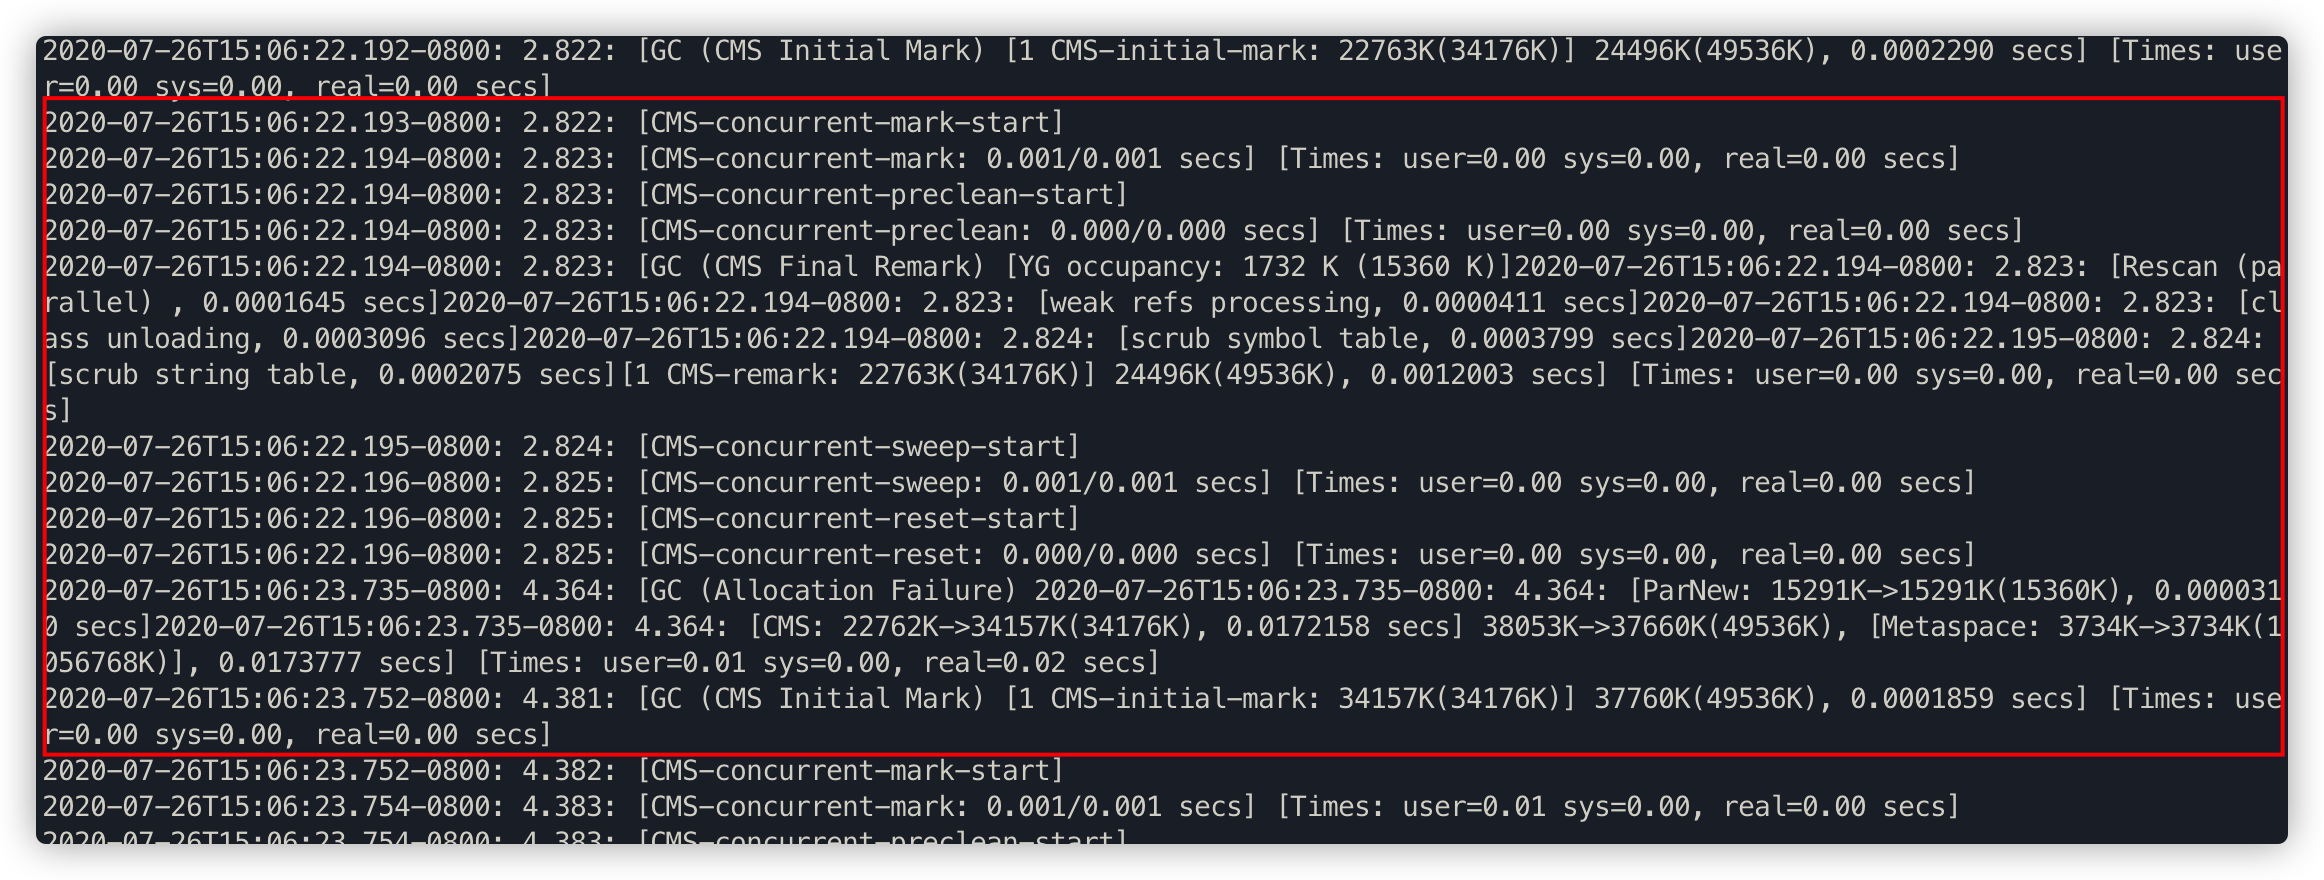 2020-07-26T15:06:22.192-0800: 2.822: [GC (CMS Initial Mark) [1 CMS-initial-mark: 22763K(34176K)] 24496K(49536K), 0.0002290 secs] [Times: use
r=0.00 sys=0.00, real=0.00 secs]
2020-07-26T15:06:22.193-0800: 2.822: [CMS-concurrent-mark-start]
2020-07-26T15:06:22.194-0800: 2.823: [CMS-concurrent-mark: 0.001/0.001 secs] [Times: user=0.00 sys=0.00, real=0.00 secs]
2020-07-26T15:06:22.194-0800: 2.823: [CMS-concurrent-preclean-start]
2020-07-26T15:06:22.194-0800: 2.823: [CMS-concurrent-preclean: 0.000/0.000 secs] [Times: user=0.00 sys=0.00, real=0.00 secs]
2020-07-26T15:06:22.194-0800: 2.823: [GC (CMS Final Remark) [YG occupancy: 1732 K (15360 K)]2020-07-26T15:06:22.194-0800: 2.823: [Rescan (pa
rallel) , 0.0001645 secs]2020-07-26T15:06:22.194-0800: 2.823: [weak refs processing, 0.0000411 secs]2020-07-26T15:06:22.194-0800: 2.823: [cl
ass unloading, 0.0003096 secs]2020-07-26T15:06:22.194-0800: 2.824: [scrub symbol table, 0.0003799 secs]2020-07-26T15:06:22.195-0800: 2.824:
[scrub string table, 0.0002075 secs][1 CMS-remark: 22763K(34176K)] 24496K(49536K), 0.0012003 secs] [Times: user=0.00 sys=0.00, real=0.00 sec
s]
2020-07-26T15:06:22.195-0800: 2.824: [CMS-concurrent-sweep-start]
2020-07-26T15:06:22.196-0800: 2.825: [CMS-concurrent-sweep: 0.001/0.001 secs] [Times: user=0.00 sys=0.00, real=0.00 secs]
2020-07-26T15:06:22.196-0800: 2.825: [CMS-concurrent-reset-start]
2020-07-26T15:06:22.196-0800: 2.825: [CMS-concurrent-reset: 0.000/0.000 secs] [Times: user=0.00 sys=0.00, real=0.00 secs]
2020-07-26T15:06:23.735-0800: 4.364: [GC (Allocation Failure) 2020-07-26T15:06:23.735-0800: 4.364: [ParNew: 15291K->15291K(15360K), 0.000031
0 secs]2020-07-26T15:06:23.735-0800: 4.364: [CMS: 22762K->34157K(34176K), 0.0172158 secs] 38053K->37660K(49536K), [Metaspace: 3734K->3734K(1
056768K)], 0.0173777 secs] [Times: user=0.01 sys=0.00, real=0.02 secs]
2020-07-26T15:06:23.752-0800: 4.381: [GC (CMS Initial Mark) [1 CMS-initial-mark: 34157K(34176K)] 37760K(49536K), 0.0001859 secs] [Times: use
r=0.00 sys=0.00, real=0.00 secs]
2020-07-26T15:06:23.752-0800: 4.382: [CMS-concurrent-mark-start]
2020-07-26T15:06:23.754-0800: 4.383: [CMS-concurrent-mark: 0.001/0.001 secs] [Times: user=0.01 sys=0.00, real=0.00 secs]
2020-07-26T15:06:23.754-0800: 4.383: [CMS-concurrent-preclean-start]